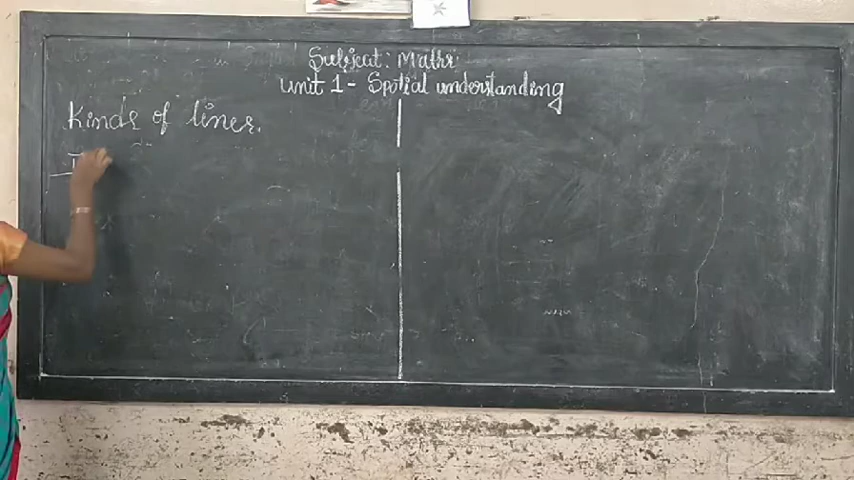 Subject: Maths
Unit 1 - Spatial understanding
Kinds of lines.